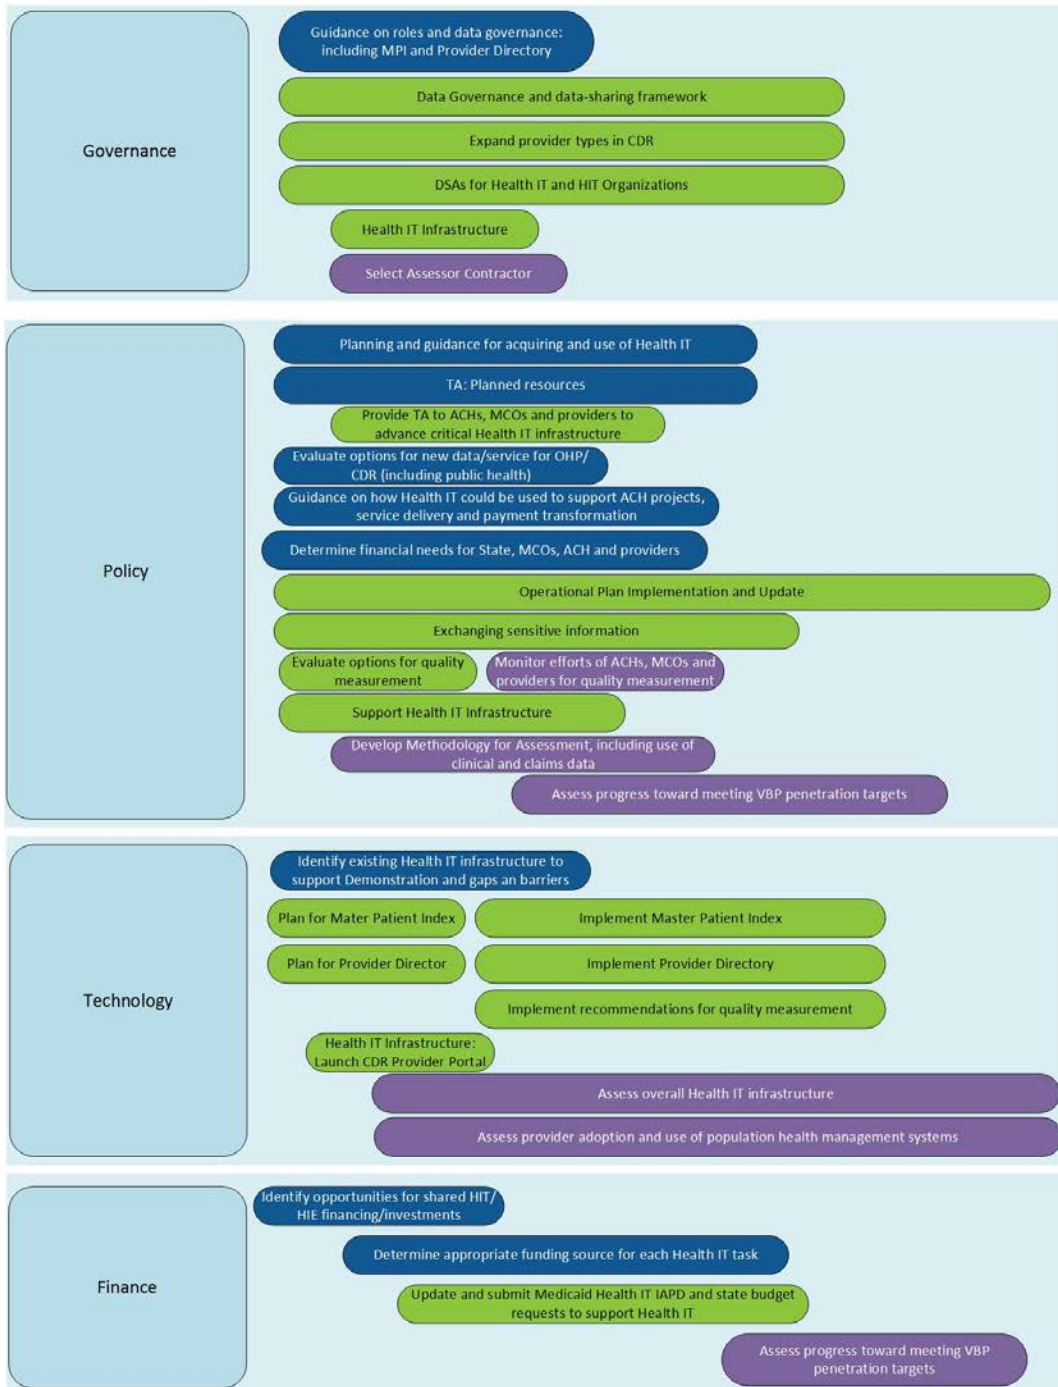 Governance
Guidance on roles and data governance:
including MPI and Provider Directory
Data Governance and data-sharing framework
Expand provider types in CDR
DSAs for Health IT and HIT Organizations
Health IT Infrastructure
Select Assessor Contractor
Policy
Planning and guidance for acquiring and use of Health IT
TA: Planned resources
Provide TA to ACHs, MCOs and providers to
advance critical Health IT infrastructure
Evaluate options for new data/service for OHP/
CDR (including public health)
Guidance on how Health IT could be used to support ACH projects,
service delivery and payment transformation
Determine financial needs for State, MCOs, ACH and providers
Operational Plan Implementation and Update
Exchanging sensitive information
Evaluate options for quality
measurement
Monitor efforts of ACHs, MCOs and
providers for quality measurement
Support Health IT Infrastructure
Develop Methodology for Assessment, including use of
clinical and claims data
Assess progress toward meeting VBP penetration targets
Technology
Identify existing Health IT infrastructure to
support Demonstration and gaps an barriers
Plan for Mater Patient Index
Implement Master Patient Index
Plan for Provider Director
Implement Provider Directory
Implement recommendations for quality measurement
Health IT Infrastructure:
Launch CDR Provider Portal
Assess overall Health IT infrastructure
Assess provider adoption and use of population health management systems
Finance
Identify opportunities for shared HIT/
HIE financing/investments
Determine appropriate funding source for each Health IT task
Update and submit Medicaid Health IT IAPD and state budget
requests to support Health IT
Assess progress toward meeting VBP
penetration targets